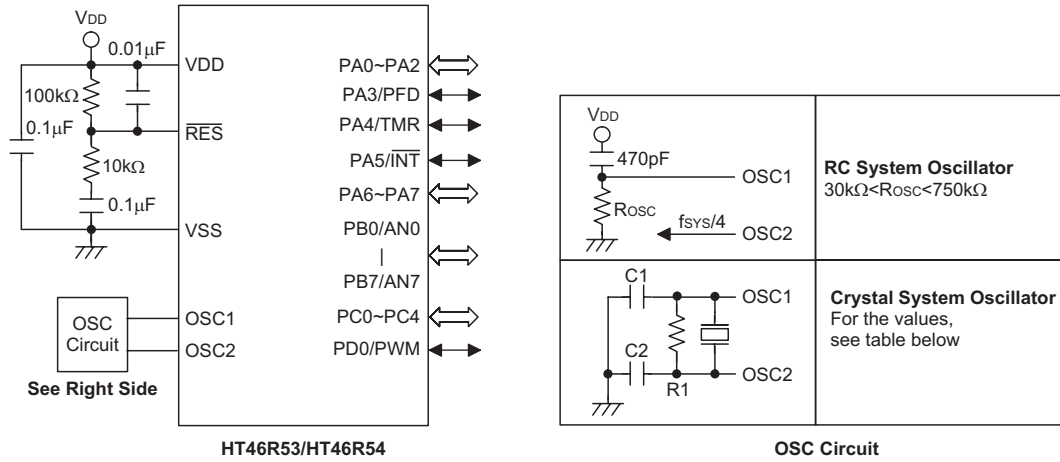 VDD
0.01μF
VDD
PA0~PA2
100kΩ
PA3/PFD
0.1μF
RES
PA4/TMR
10kΩ
PA5/INT
0.1μF
PA6~PA7
VSS
PB0/AN0
PB7/AN7
OSC
Circuit
OSC1
PC0~PC4
OSC2
PD0/PWM
See Right Side
HT46R53/HT46R54
VDD
470pF
OSC1
ROSC
fSYS/4
OSC2
RC System Oscillator
30kΩ<ROSC<750kΩ
C1
OSC1
C2
R1
OSC2
Crystal System Oscillator
For the values,
see table below
OSC Circuit